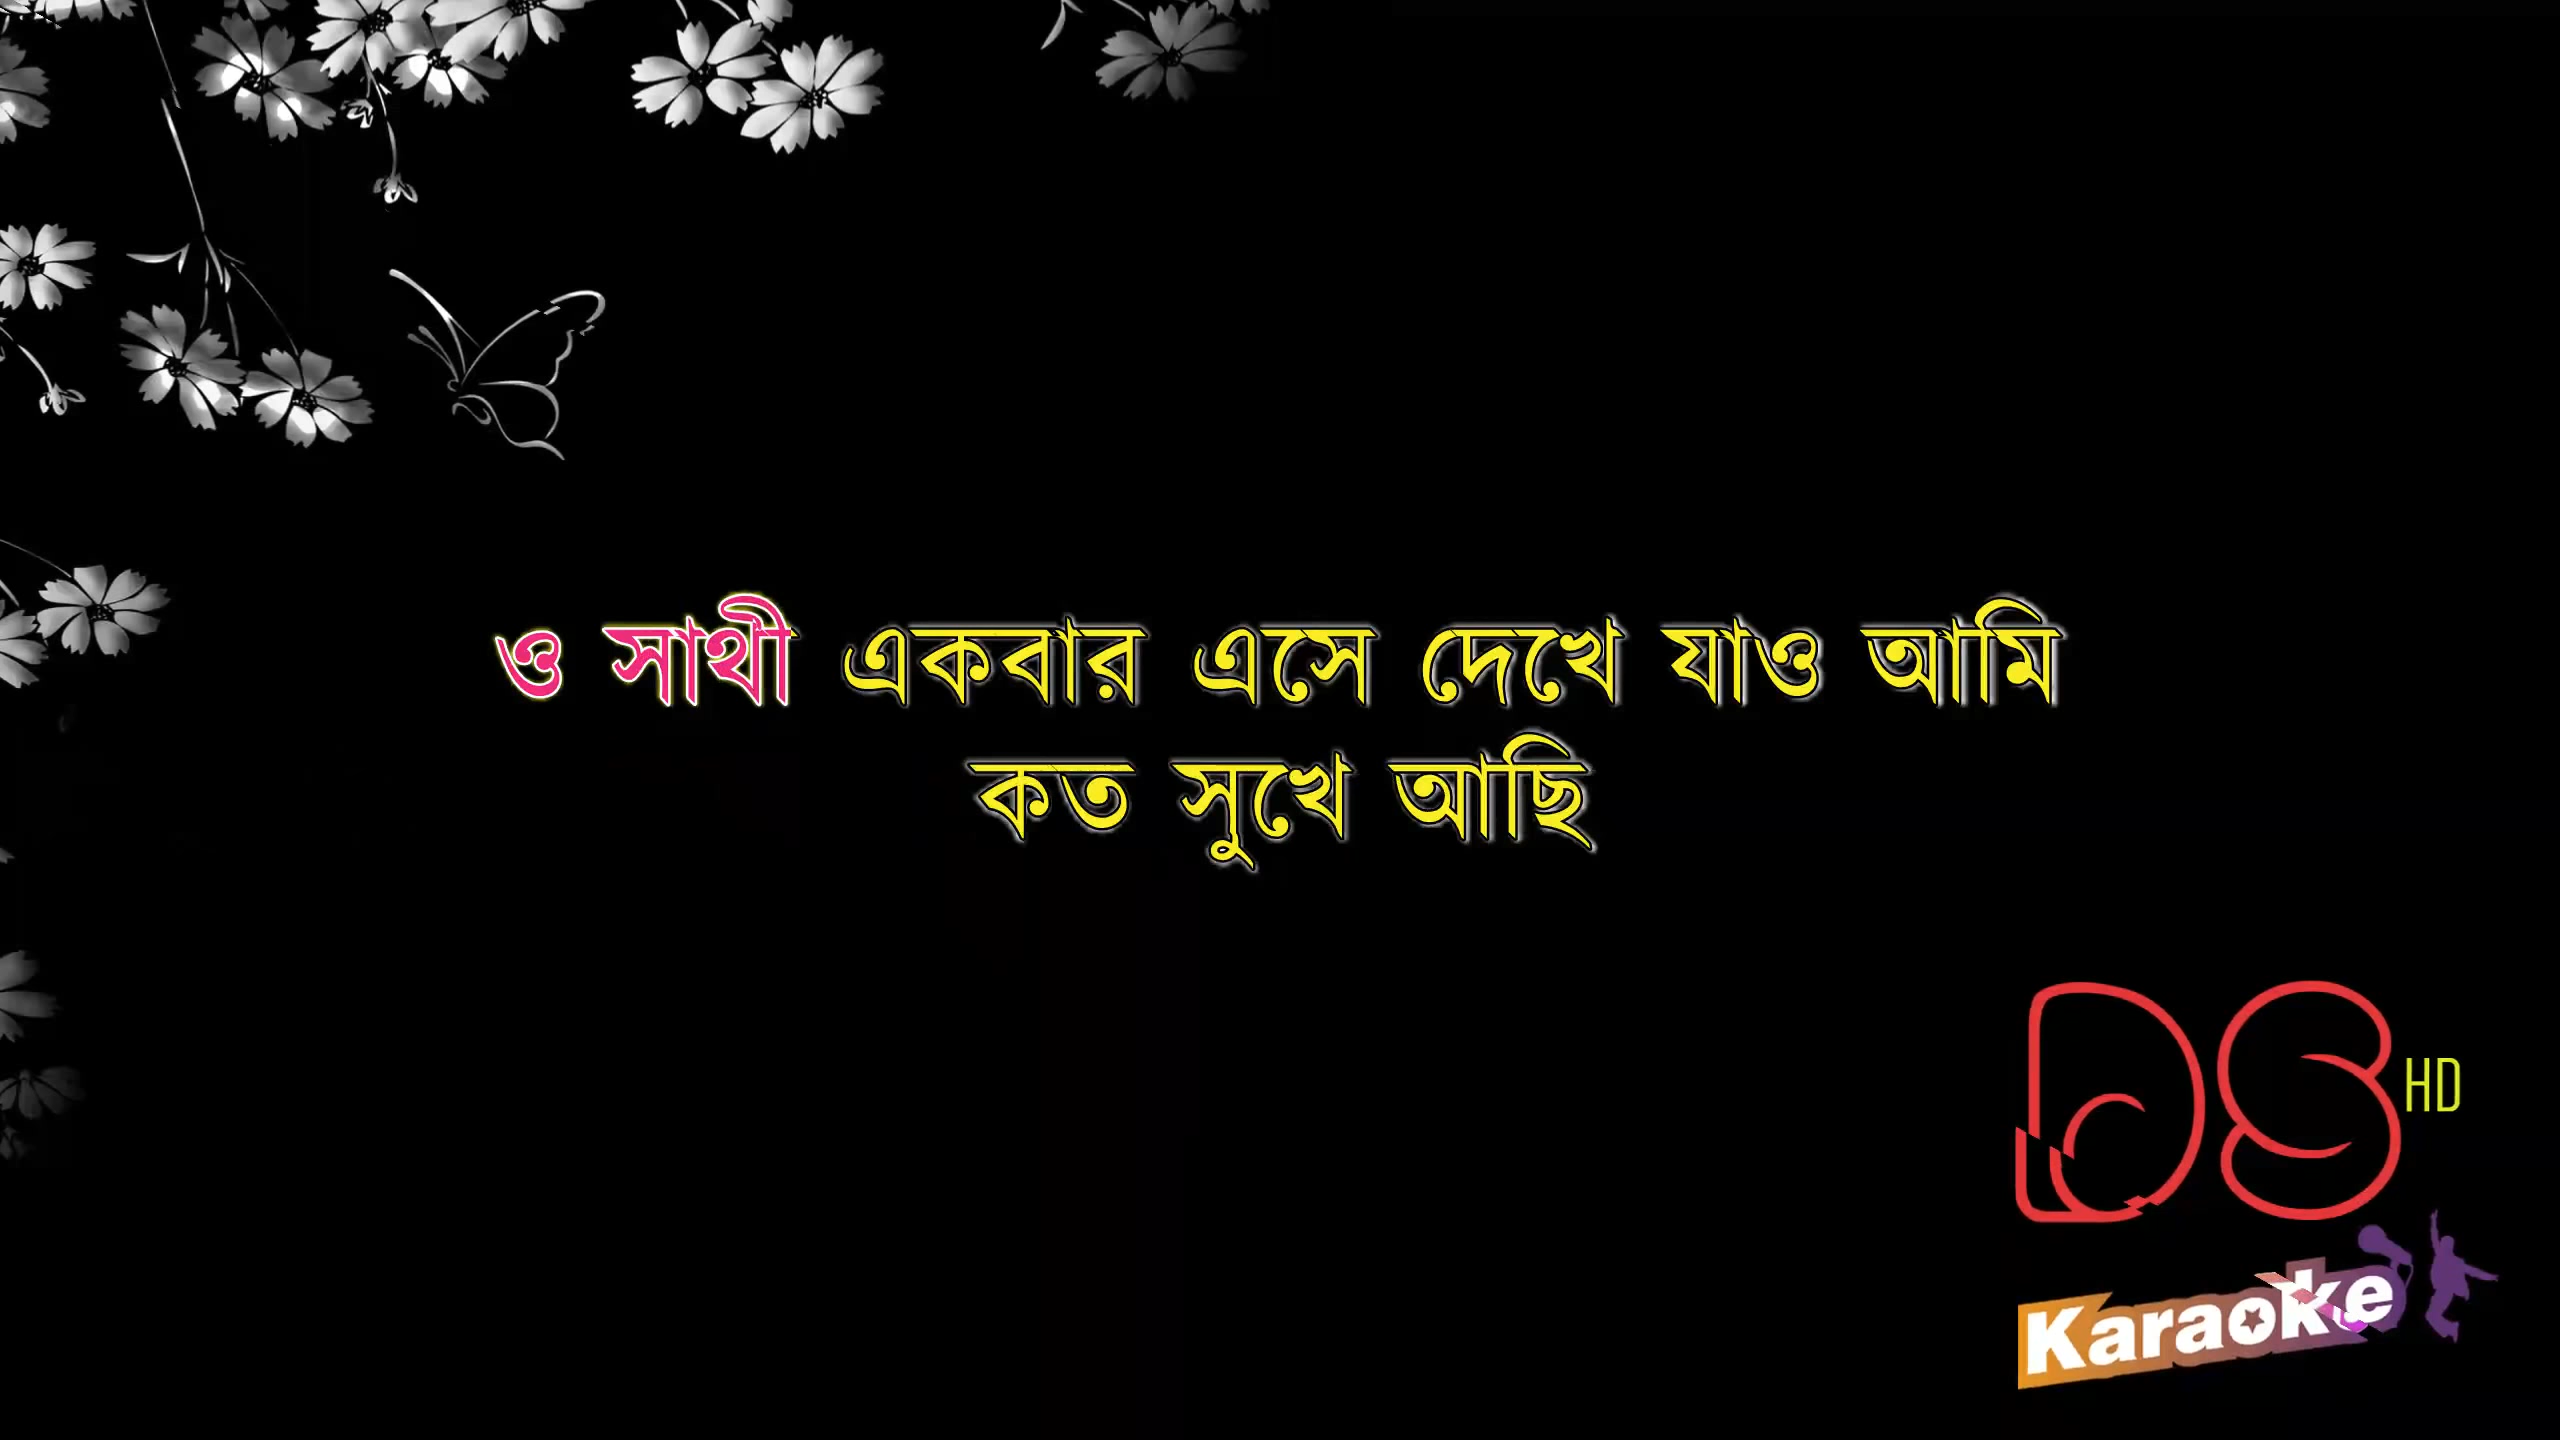 ও সাথী একবার এসে দেখে যাও আমি
কত সুখে আছি
DS HD
Karaoke